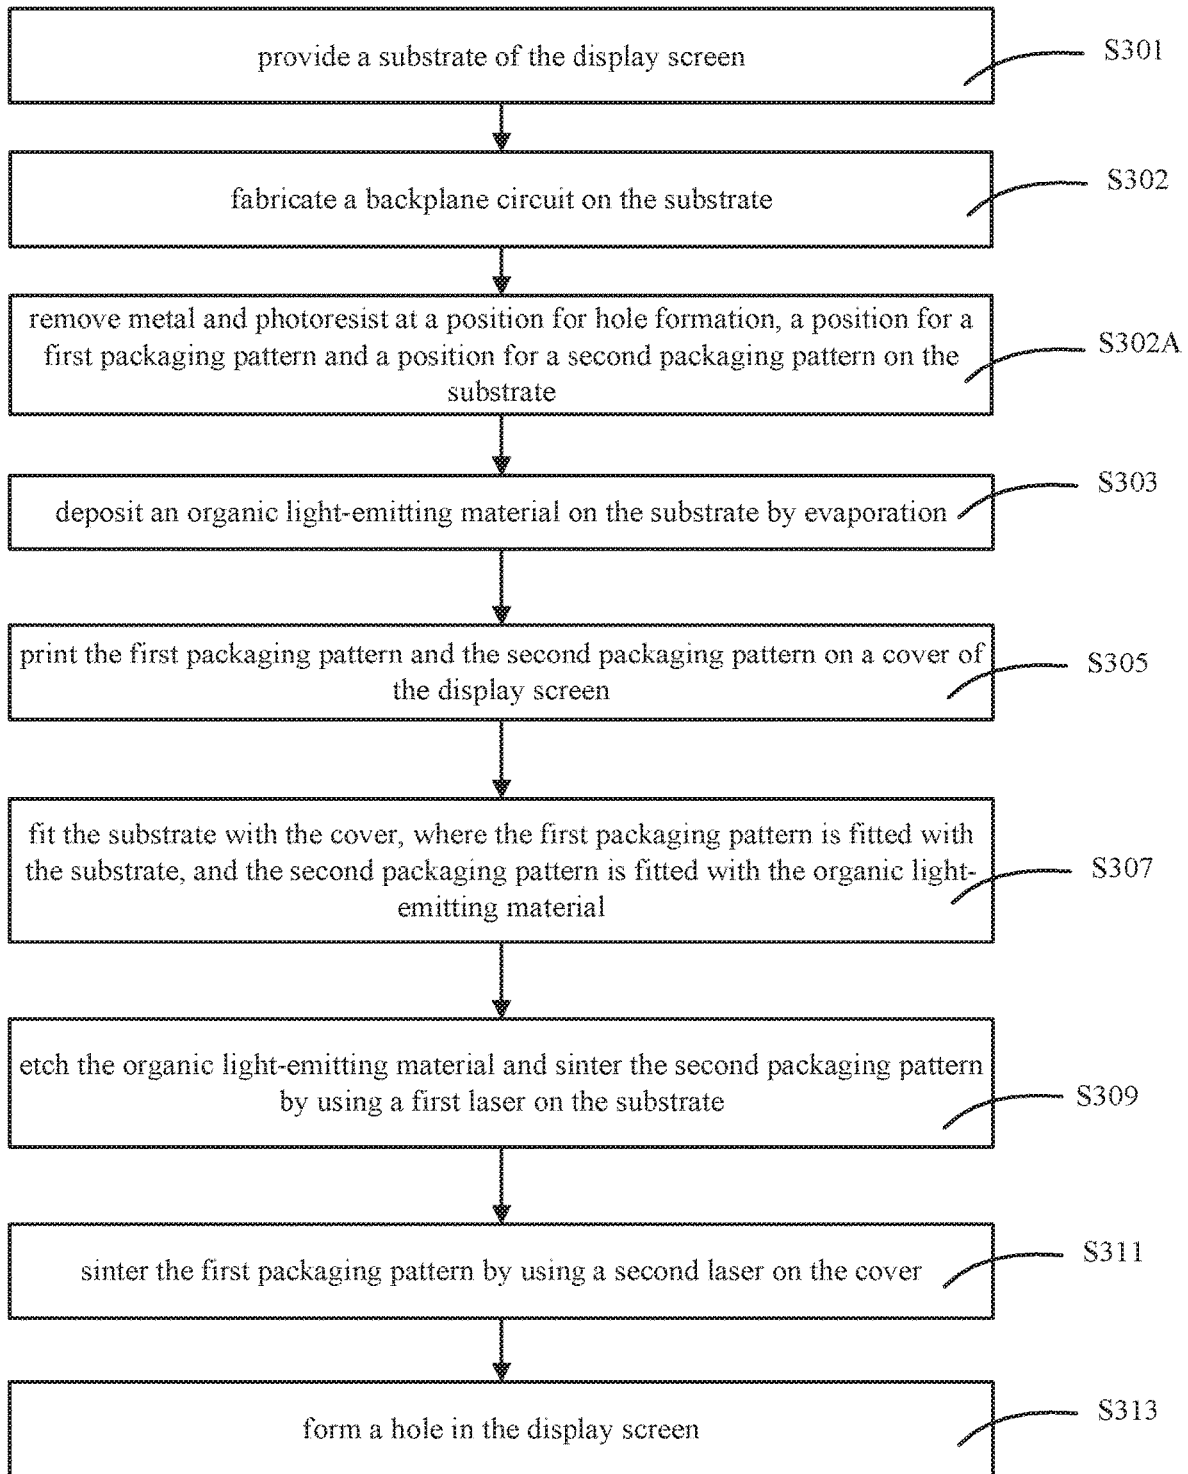 provide a substrate of the display screen
S301
fabricate a backplane circuit on the substrate
S302
remove metal and photoresist at a position for hole formation, a position for a
first packaging pattern and a position for a second packaging pattern on the
substrate
S302A
deposit an organic light-emitting material on the substrate by evaporation
S303
print the first packaging pattern and the second packaging pattern on a cover of
the display screen
S305
fit the substrate with the cover, where the first packaging pattern is fitted with
the substrate, and the second packaging pattern is fitted with the organic light-
emitting material
S307
etch the organic light-emitting material and sinter the second packaging pattern
by using a first laser on the substrate
S309
sinter the first packaging pattern by using a second laser on the cover
S311
form a hole in the display screen
S313